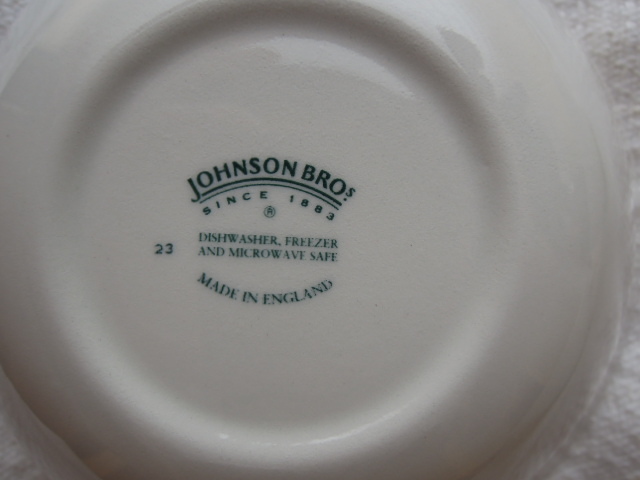 JOHNSON BROS.
SINCE 1883
®
DISHWASHER, FREEZER
AND MICROWAVE SAFE
23
MADE IN ENGLAND